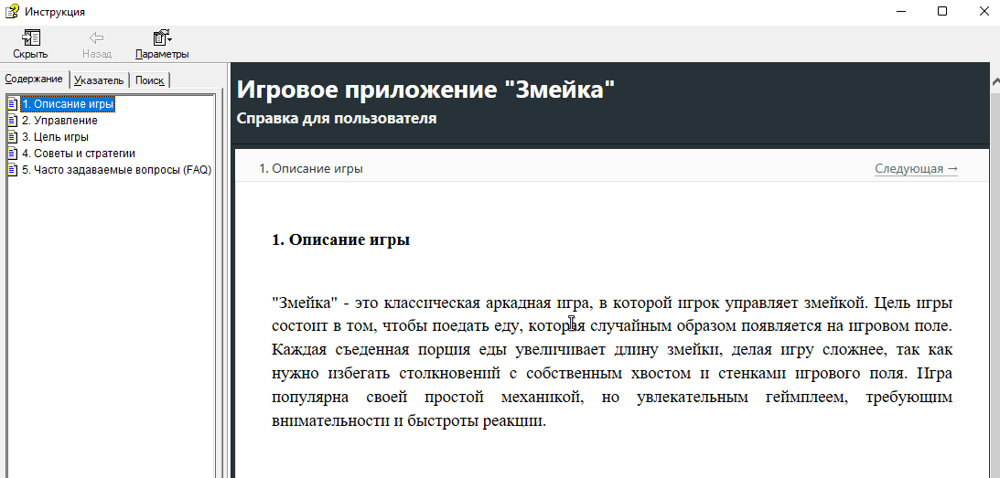 Инструкция
Скрыть Назад Параметры
Содержание Указатель Поиск
1. Описание игры
2. Управление
3. Цель игры
4. Советы и стратегии
5. Часто задаваемые вопросы (FAQ)
Игровое приложение "Змейка"
Справка для пользователя
1. Описание игры Следующая →
1. Описание игры
"Змейка" - это классическая аркадная игра, в которой игрок управляет змейкой. Цель игры
состоит в том, чтобы поедать еду, которая случайным образом появляется на игровом поле.
Каждая съеденная порция еды увеличивает длину змейки, делая игру сложнее, так как
нужно избегать столкновений с собственным хвостом и стенками игрового поля. Игра
популярна своей простой механикой, но увлекательным геймплеем, требующим
внимательности и быстроты реакции.